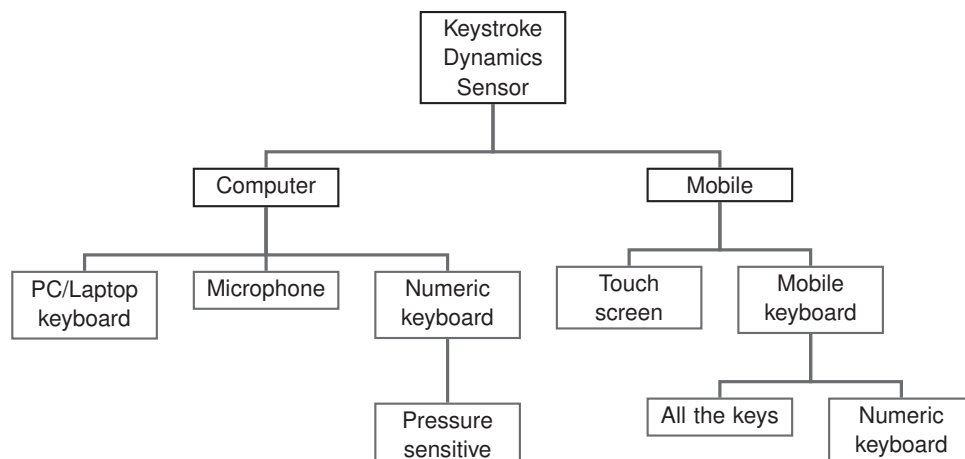 Keystroke
Dynamics
Sensor
Computer
Mobile
PC/Laptop
keyboard
Microphone
Numeric
keyboard
Touch
screen
Mobile
keyboard
Pressure
sensitive
All the keys
Numeric
keyboard